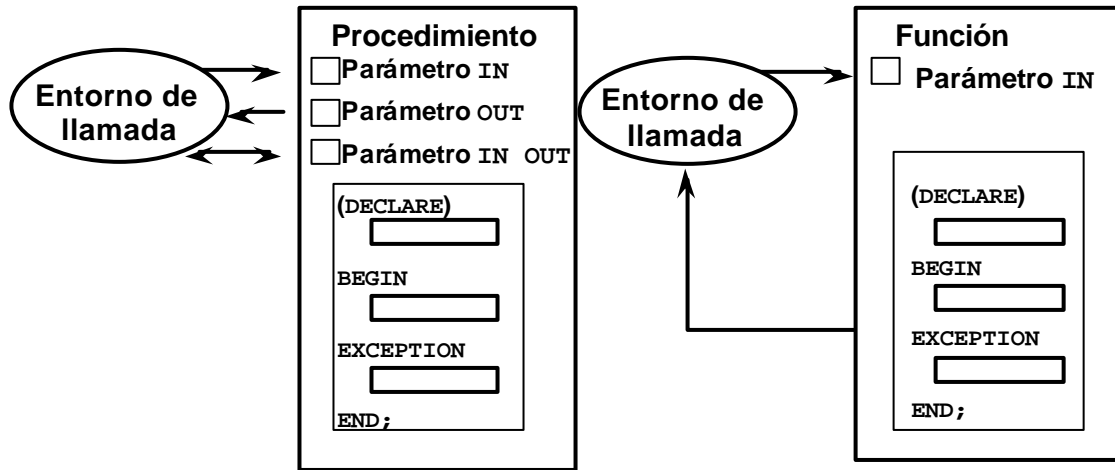 Entorno de
llamada
Procedimiento
Parámetro IN
Parámetro OUT
Parámetro IN OUT
(DECLARE)
BEGIN
EXCEPTION
END;
Entorno de
llamada
Función
Parámetro IN
(DECLARE)
BEGIN
EXCEPTION
END;